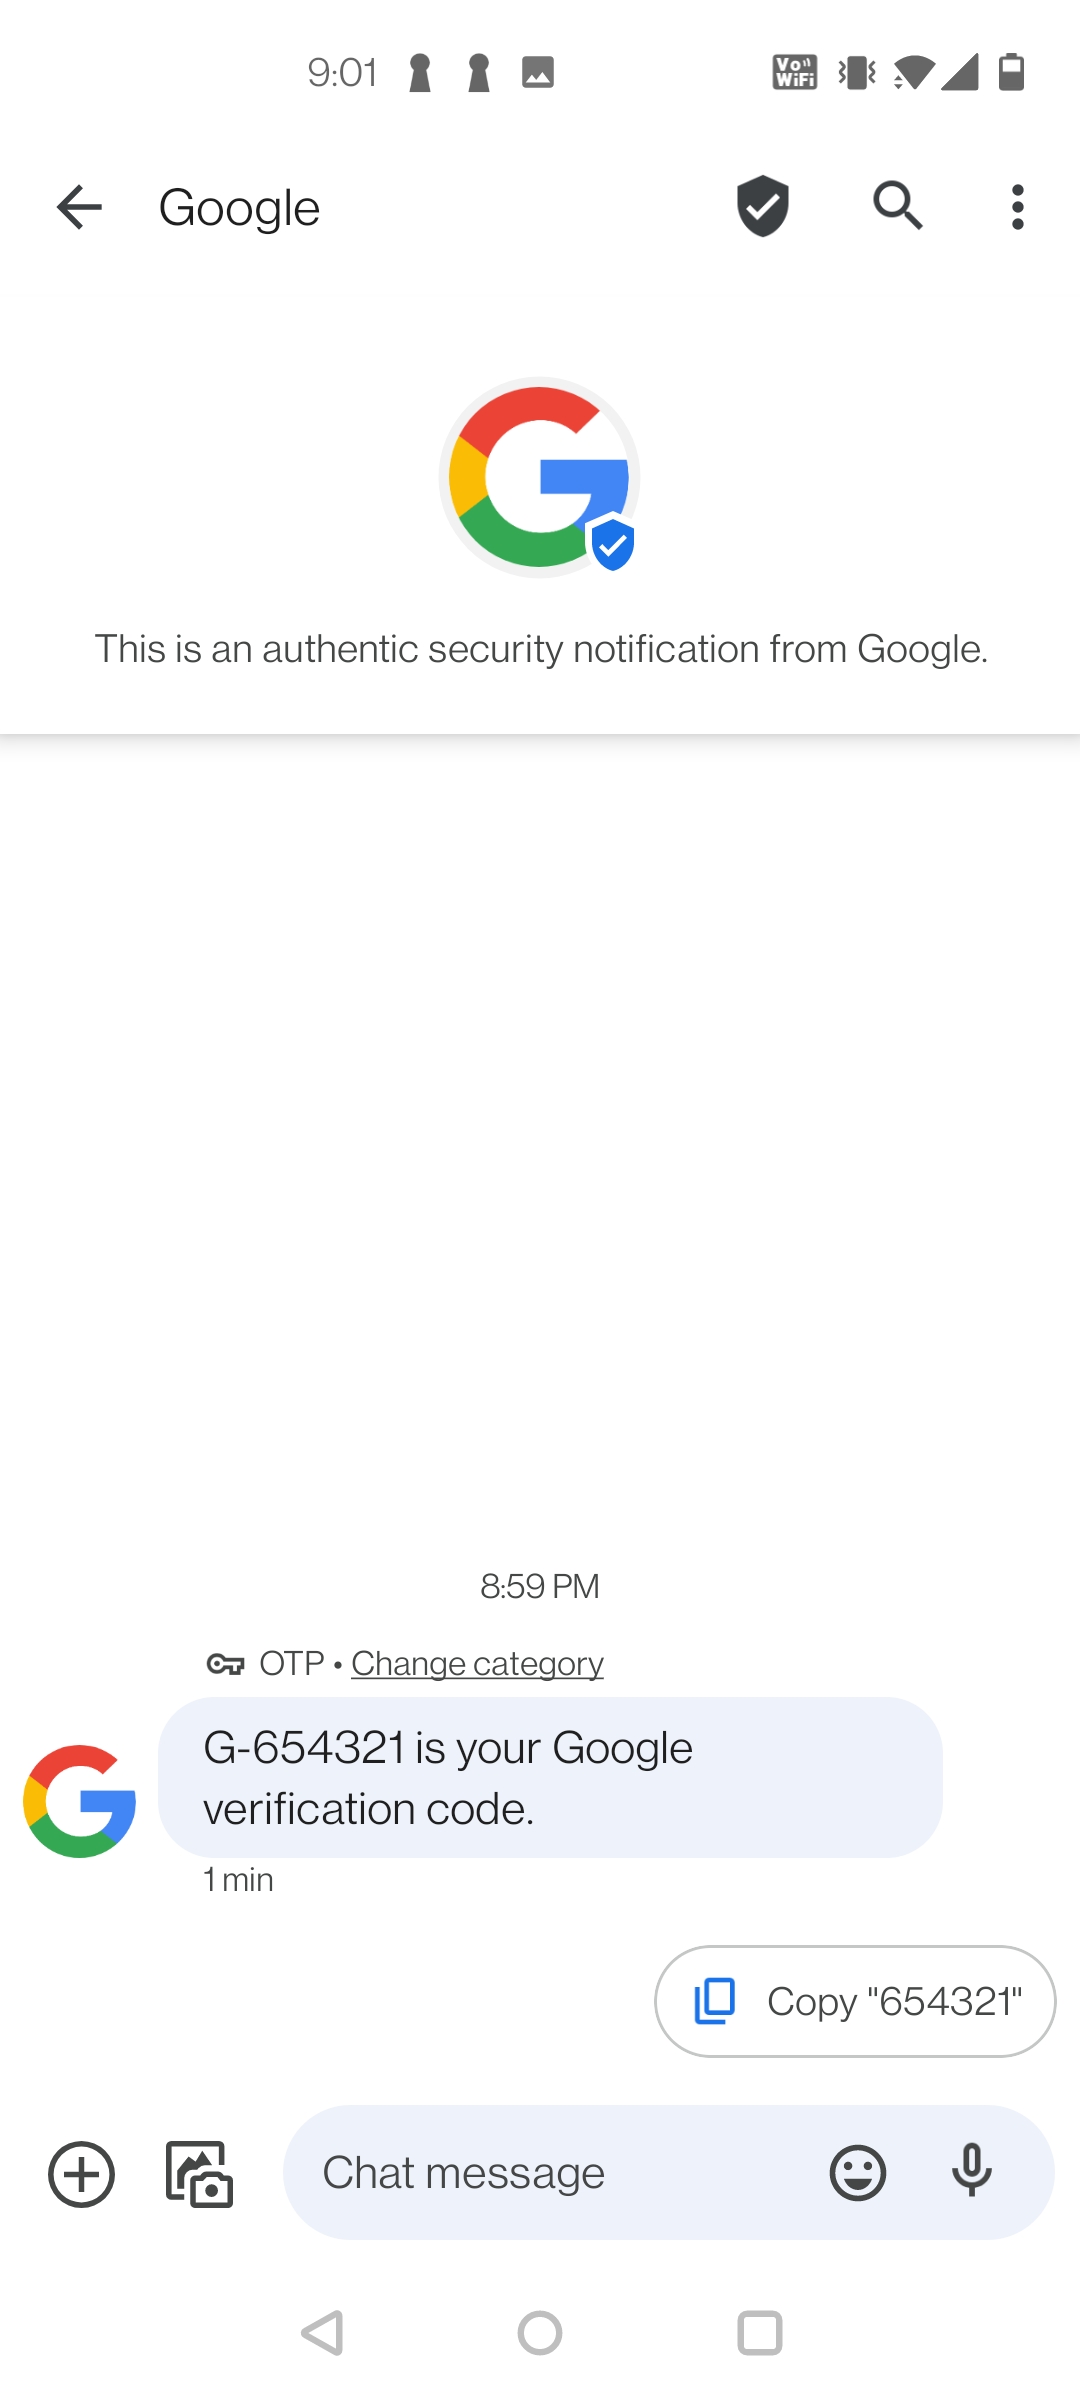 9:01
Vo WiFi
Google
This is an authentic security notification from Google.
8:59 PM
OTP • Change category
G-654321 is your Google
verification code.
1 min
Copy "654321"
Chat message